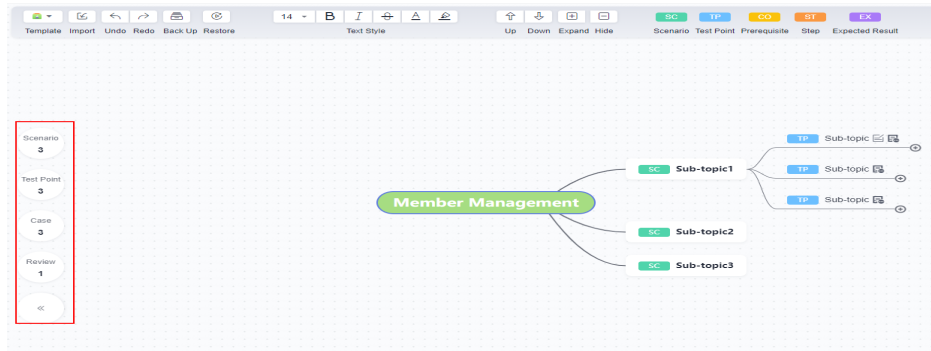 14 B I S A SC TP CO ST EX
Template Import Undo Redo Back Up Restore Text Style Up Down Expand Hide Scenario Test Point Prerequisite Step Expected Result
Scenario
3
Test Point
3
Case
3
Review
1
«
Member Management
SC Sub-topic1
SC Sub-topic2
SC Sub-topic3
TP Sub-topic
TP Sub-topic
TP Sub-topic